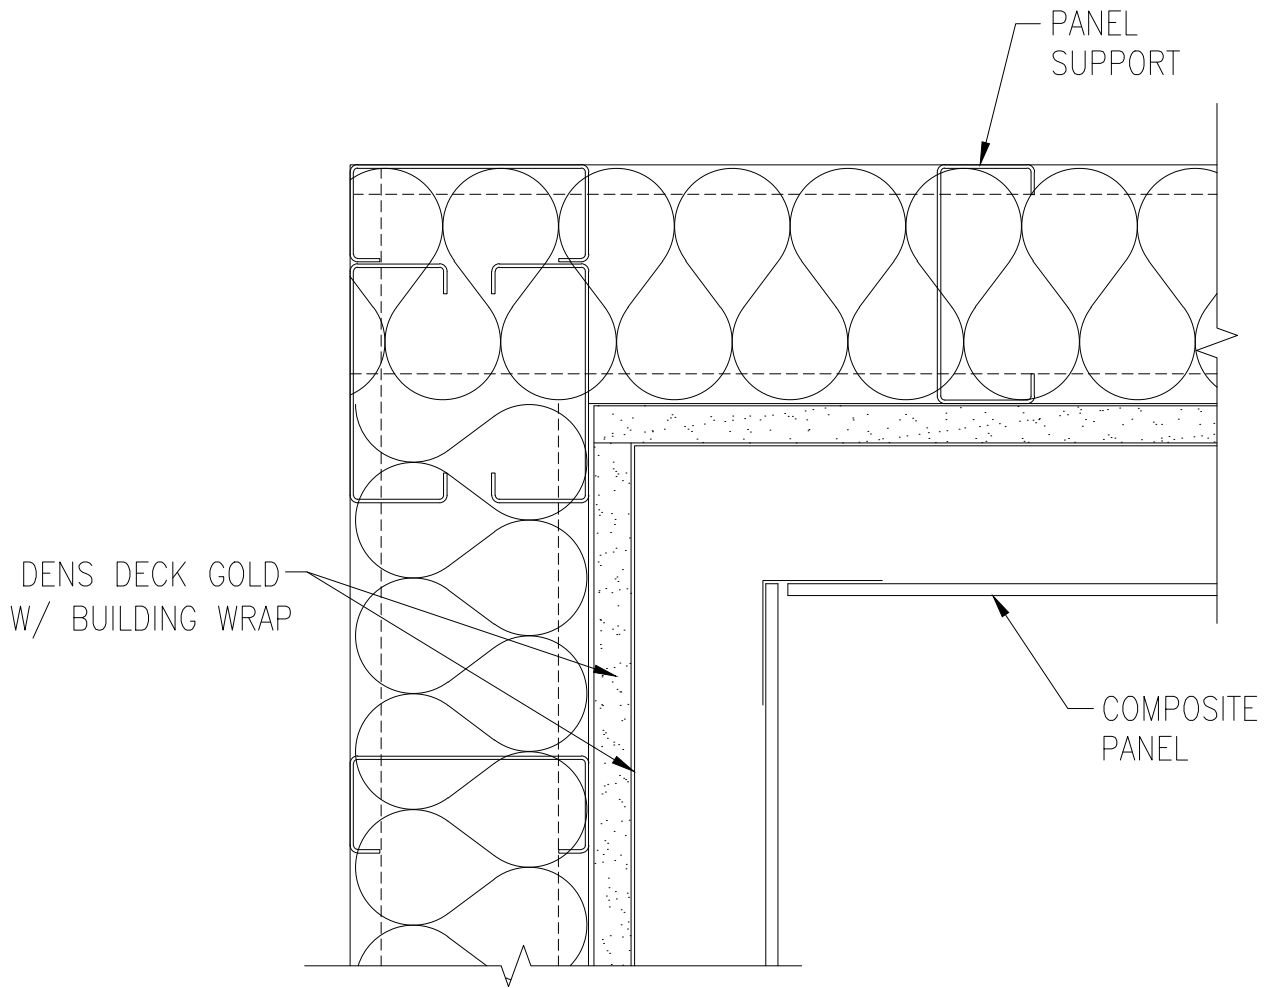 PANEL
SUPPORT
DENS DECK GOLD
W/ BUILDING WRAP
COMPOSITE
PANEL